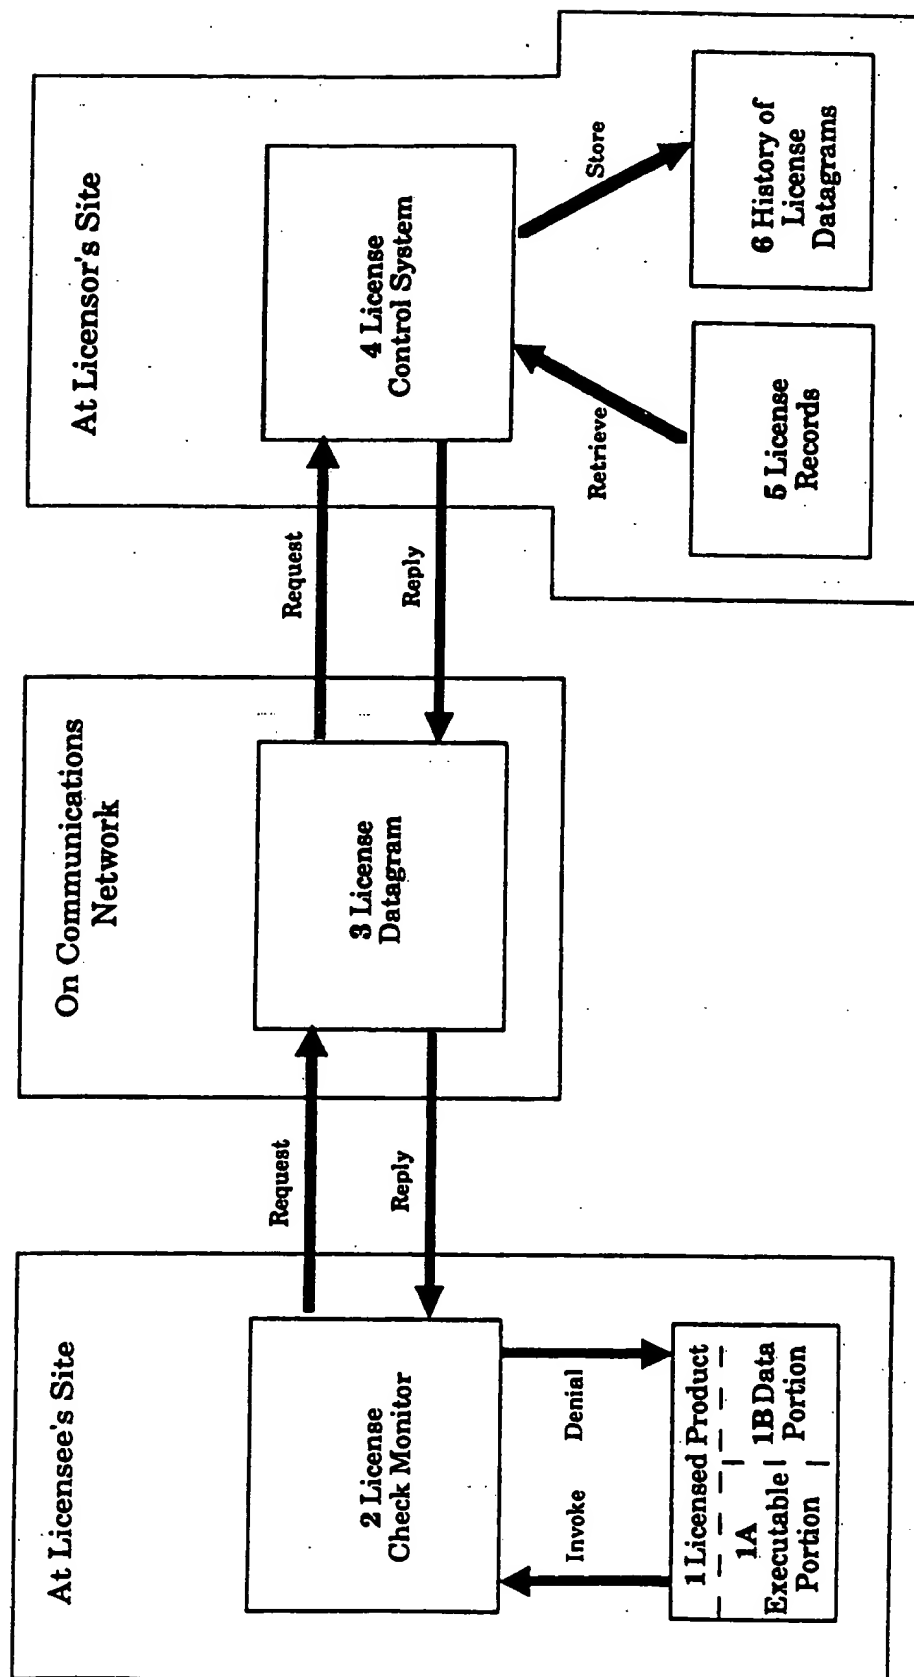 At Licensee's Site
2 License
Check Monitor
Invoke
Denial
1 Licensed Product
1A
Executable
Portion
1B Data
Portion
Request
Reply
On Communications
Network
3 License
Datagram
Request
Reply
At Licensor's Site
4 License
Control System
Retrieve
Store
5 License
Records
6 History of
License
Datagrams